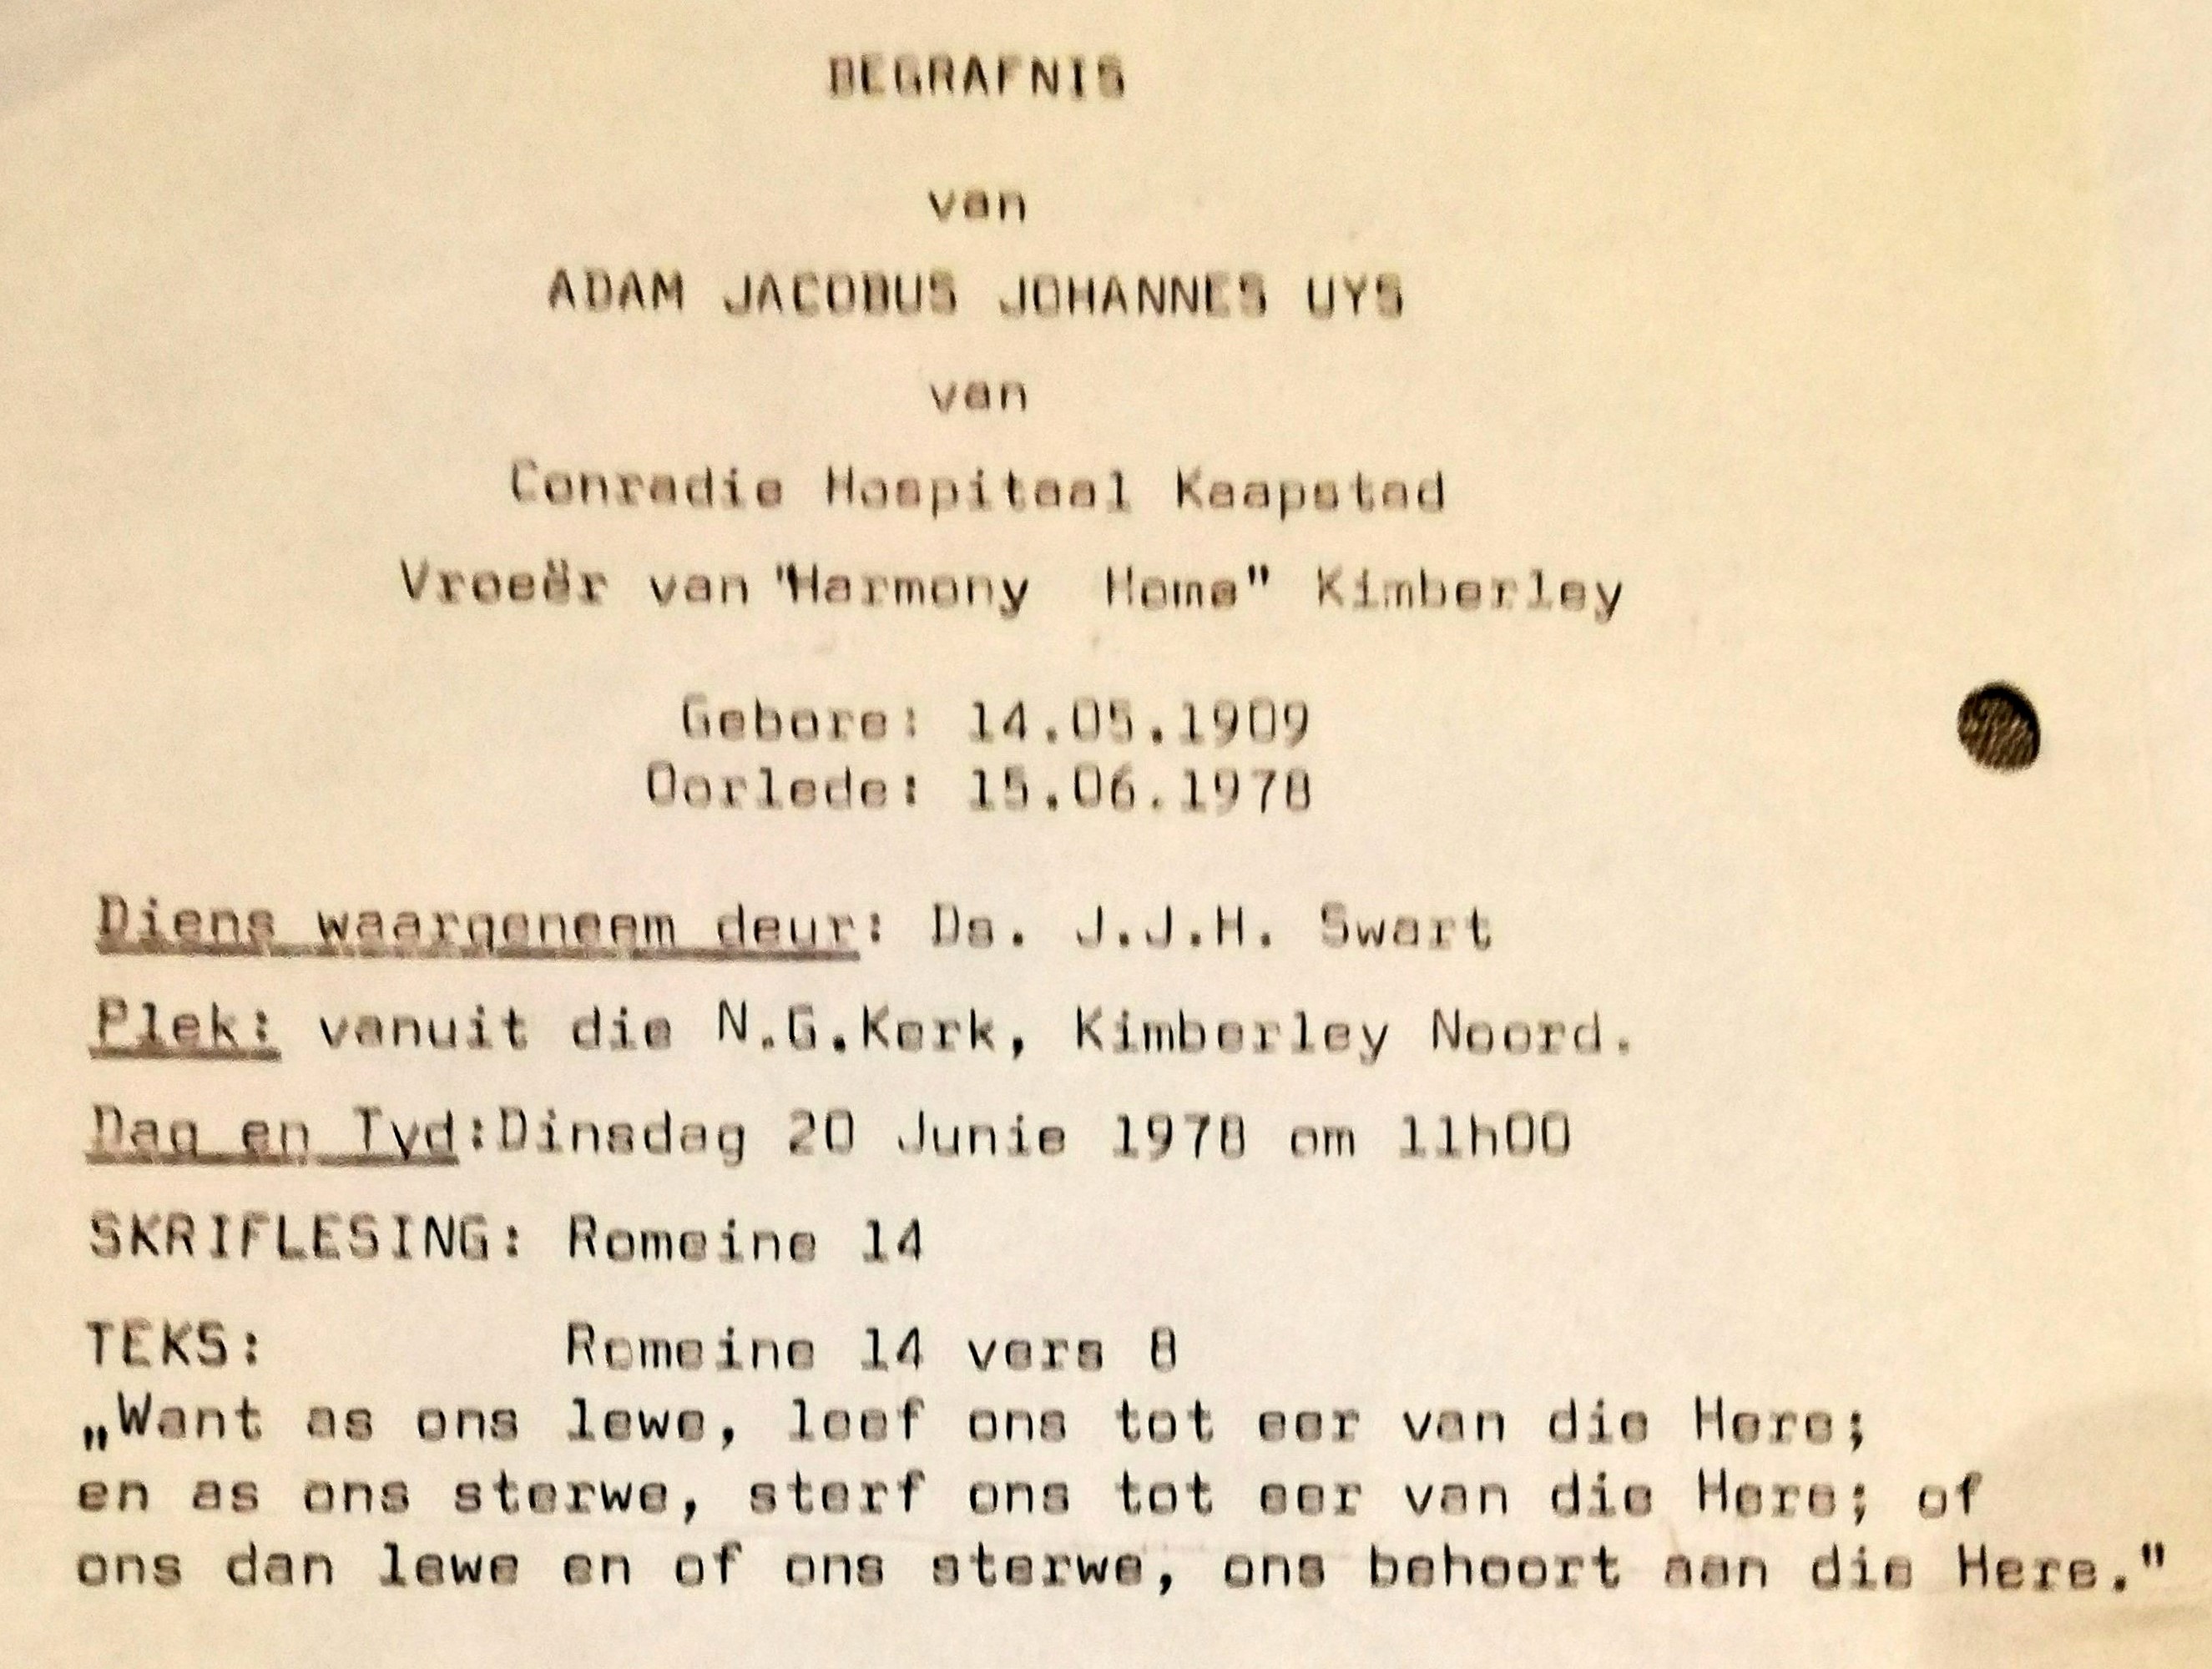 BEGRAFNIS
van
ADAM JACOBUS JOHANNES UYS
van
Conradie Hospitaal Kaapstad
Vroeër van "Harmony Home" Kimberley
Gebore: 14.05.1909
Oorlede: 15.06.1978
Diens waargeneem deur: Ds. J.J.H. Swart
Plek: vanuit die N.G.Kerk, Kimberley Noord.
Dag en Tyd:Dinsdag 20 Junie 1978 om 11h00
SKRIFLESING: Romeine 14
TEKS: Romeine 14 vers 8
„Want as ons lewe, leef ons tot eer van die Here;
en as ons sterwe, sterf ons tot eer van die Here; of
ons dan lewe en of ons sterwe, ons behoort aan die Here."